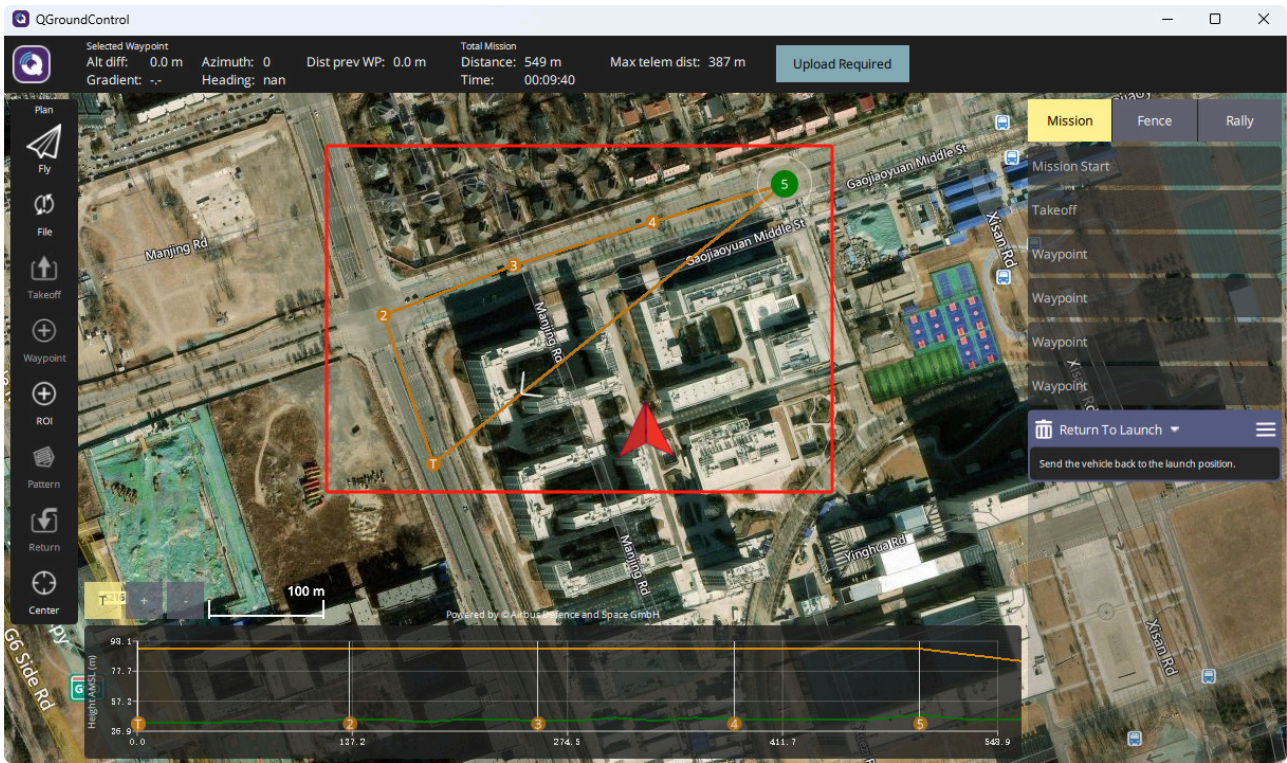 QGroundControl
Selected Waypoint
Alt diff: 0.0 m Azimuth: 0 Dist prev WP: 0.0 m
Gradient: -.- Heading: nan
Total Mission
Distance: 549 m Max telem dist: 387 m
Time: 00:09:40
Upload Required
Plan
Fly
File
Takeoff
Waypoint
ROI
Pattern
Return
Center
Mission Fence Rally
Mission Start
Takeoff
Waypoint
Waypoint
Waypoint
Waypoint
Return To Launch
Send the vehicle back to the launch position.
Gaojiaoyuan Middle St
Gaojiaoyuan Middle St
Manjing Rd
Manjing Rd
Manjing Rd
Xisan Rd
Xisan Rd
Yinghua Rd
G6 Side Rd
5
4
3
2
T
T + -
100 m
Powered by © Airbus Defence and Space GmbH
Height AMSL (m)
98.1
77.7
57.2
26.9
T 2 3 4 5
0.0 137.2 274.5 411.7 548.9